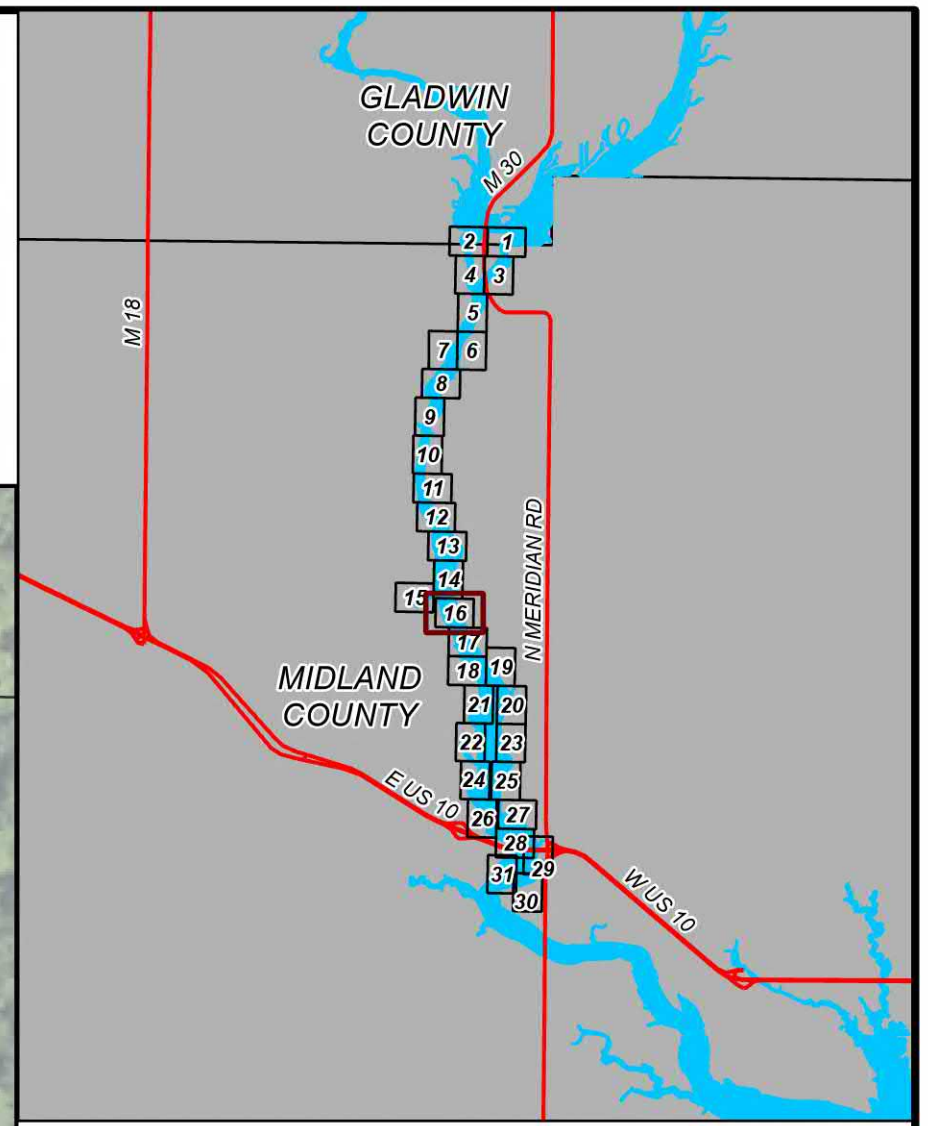 GLADWIN
COUNTY
M 30
2 1
4 3
5
M 18
7 6
8
9
10
11
12
13
N MERIDIAN RD
14
15
16
17
MIDLAND
COUNTY
18 19
21 20
22 23
24 25
E US 10
26 27
28
29
31
W US 10
30